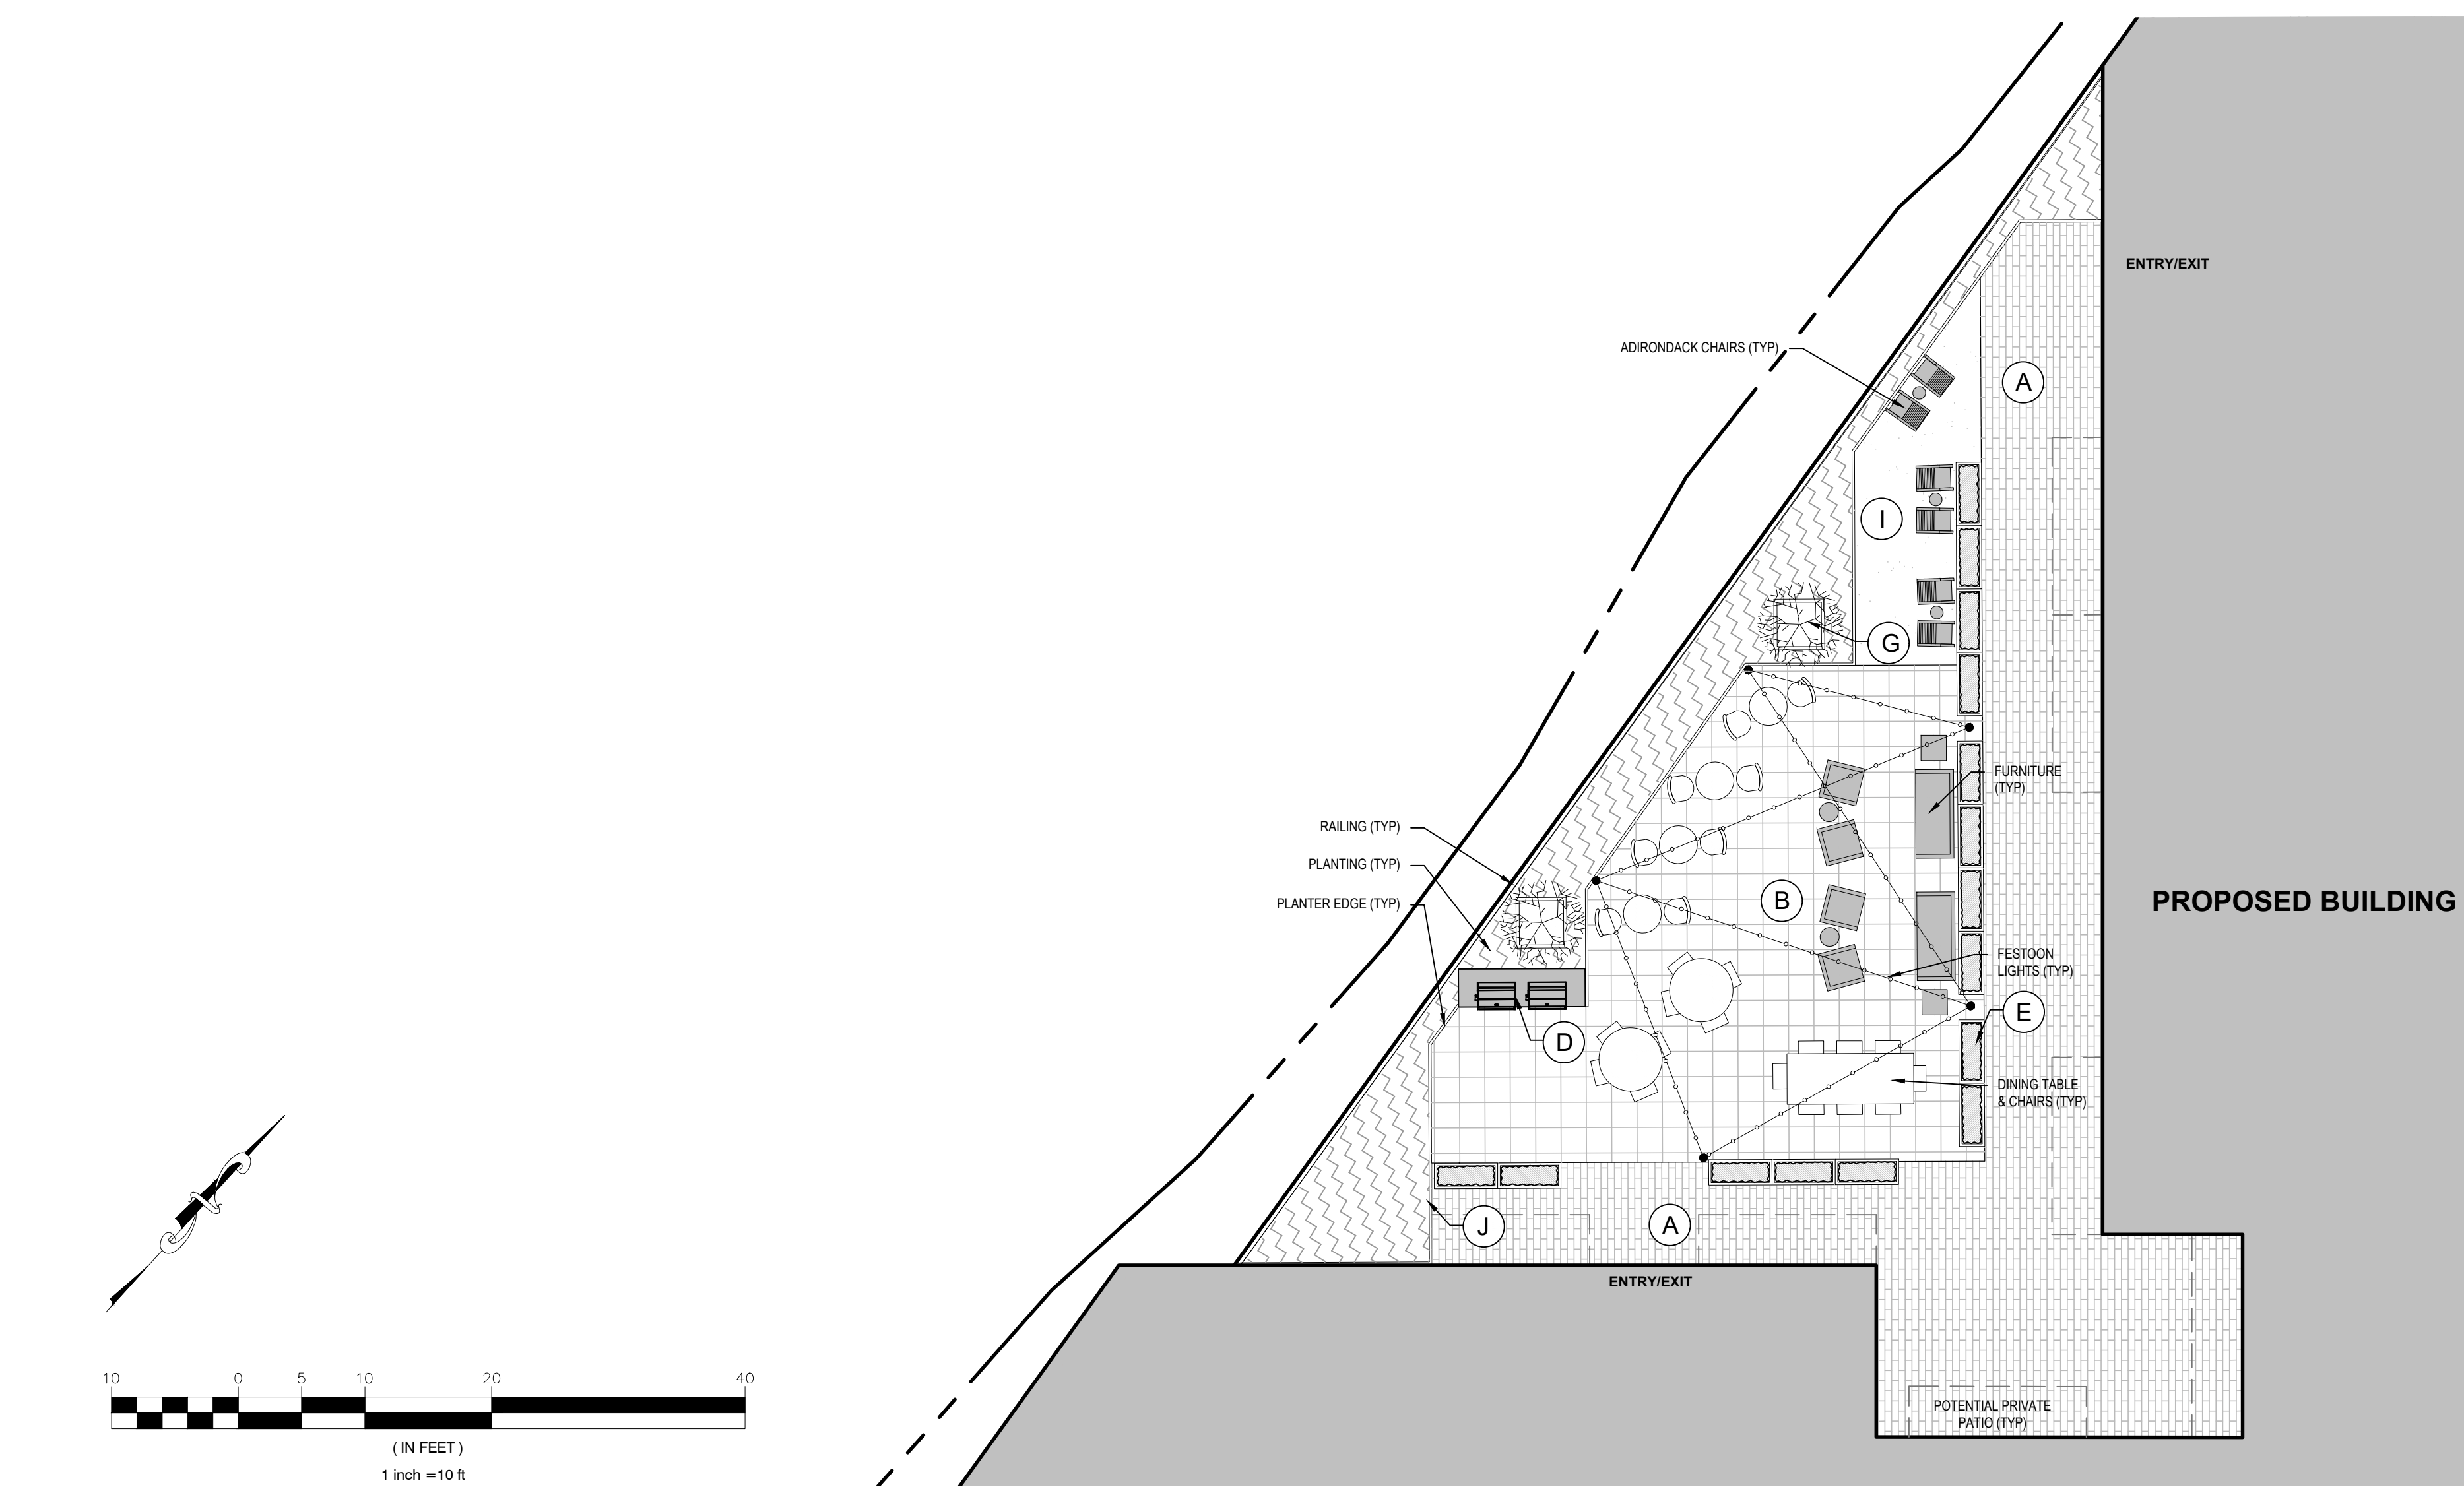 ENTRY/EXIT
ADIRONDACK CHAIRS (TYP)
A
I
G
FURNITURE
(TYP)
RAILING (TYP)
PLANTING (TYP)
PLANTER EDGE (TYP)
B
PROPOSED BUILDING
FESTOON
LIGHTS (TYP)
E
D
DINING TABLE
& CHAIRS (TYP)
J
A
ENTRY/EXIT
POTENTIAL PRIVATE
PATIO (TYP)
10 0 5 10 20 40
( IN FEET )
1 inch =10 ft